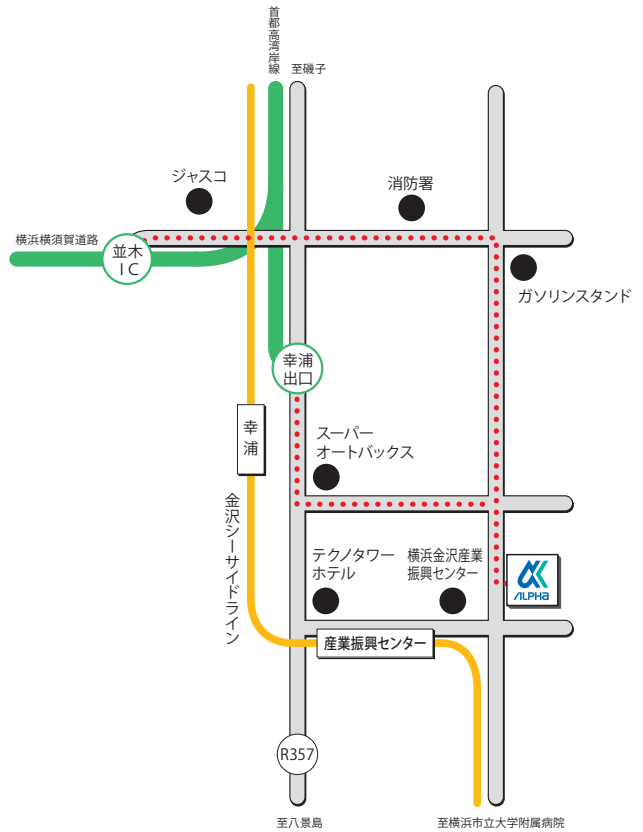 首都高湾岸線
至磯子
ジャスコ
消防署
横浜横須賀道路
並木
IC
ガソリンスタンド
幸浦
出口
幸浦
スーパー
オートバックス
金沢シーサイドライン
テクノタワー
ホテル
横浜金沢産業
振興センター
ALPHa
産業振興センター
R357
至八景島
至横浜市立大学附属病院